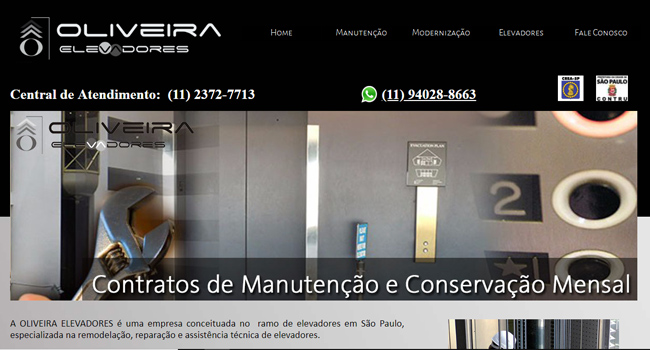 OLIVEIRA
ELEVADORES
Home Manutenção Modernização Elevadores Fale Conosco
Central de Atendimento: (11) 2372-7713 (11) 94028-8663
CREA-SP
SÃO PAULO
CONTRU
OLIVEIRA
ELEVADORES
EVACUATION PLAN
2
1
Contratos de Manutenção e Conservação Mensal
A OLIVEIRA ELEVADORES é uma empresa conceituada no ramo de elevadores em São Paulo,
especializada na remodelação, reparação e assistência técnica de elevadores.